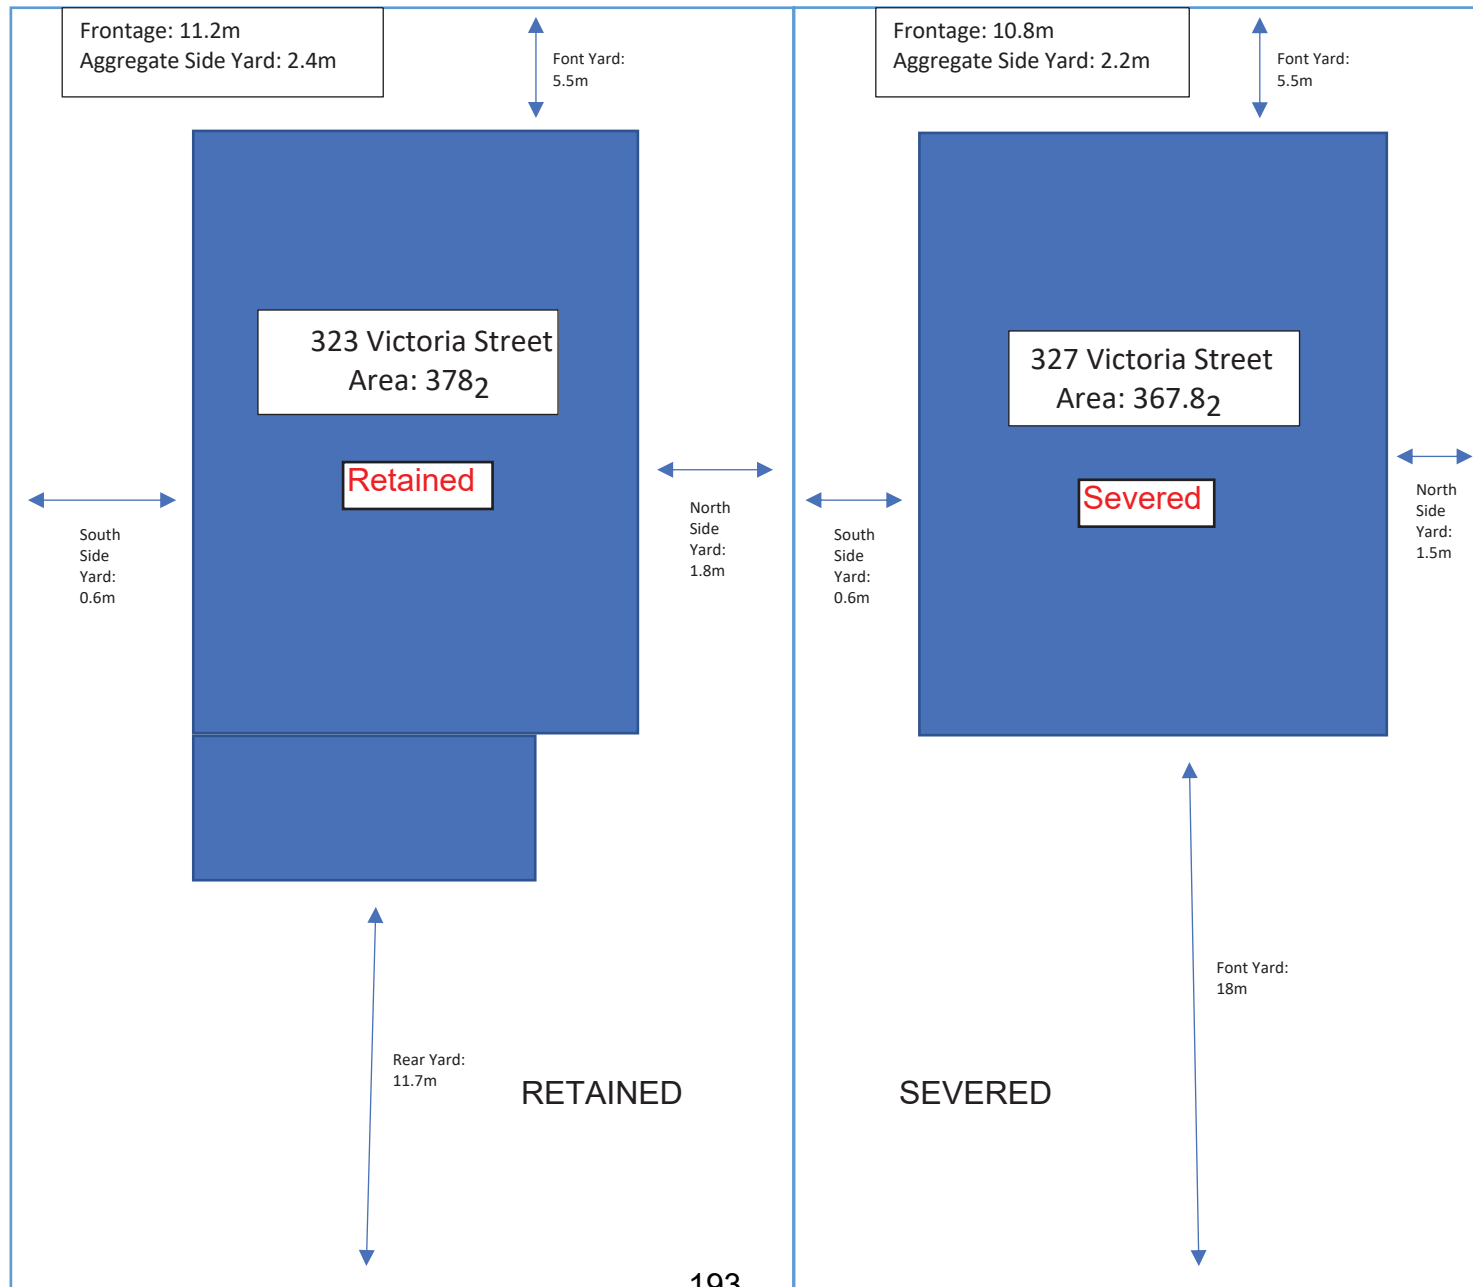 Frontage: 11.2m
Aggregate Side Yard: 2.4m
Font Yard:
5.5m
323 Victoria Street
Area: 3782
Retained
South
Side
Yard:
0.6m
North
Side
Yard:
1.8m
Rear Yard:
11.7m
RETAINED
Frontage: 10.8m
Aggregate Side Yard: 2.2m
Font Yard:
5.5m
327 Victoria Street
Area: 367.82
Severed
South
Side
Yard:
0.6m
North
Side
Yard:
1.5m
Font Yard:
18m
SEVERED
193